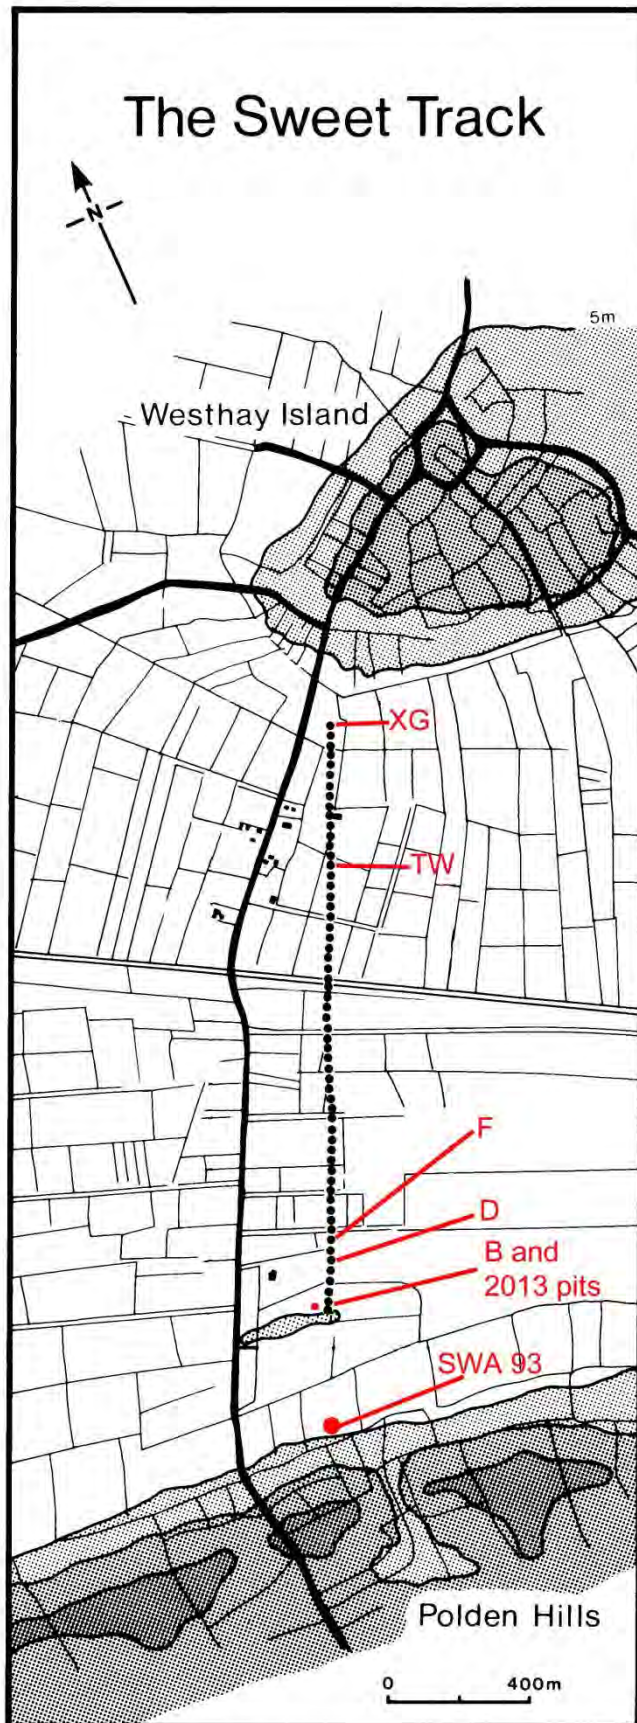 The Sweet Track
N
5m
Westhay Island
XG
TW
F
D
B and
2013 pits
SWA 93
Polden Hills
0 400m